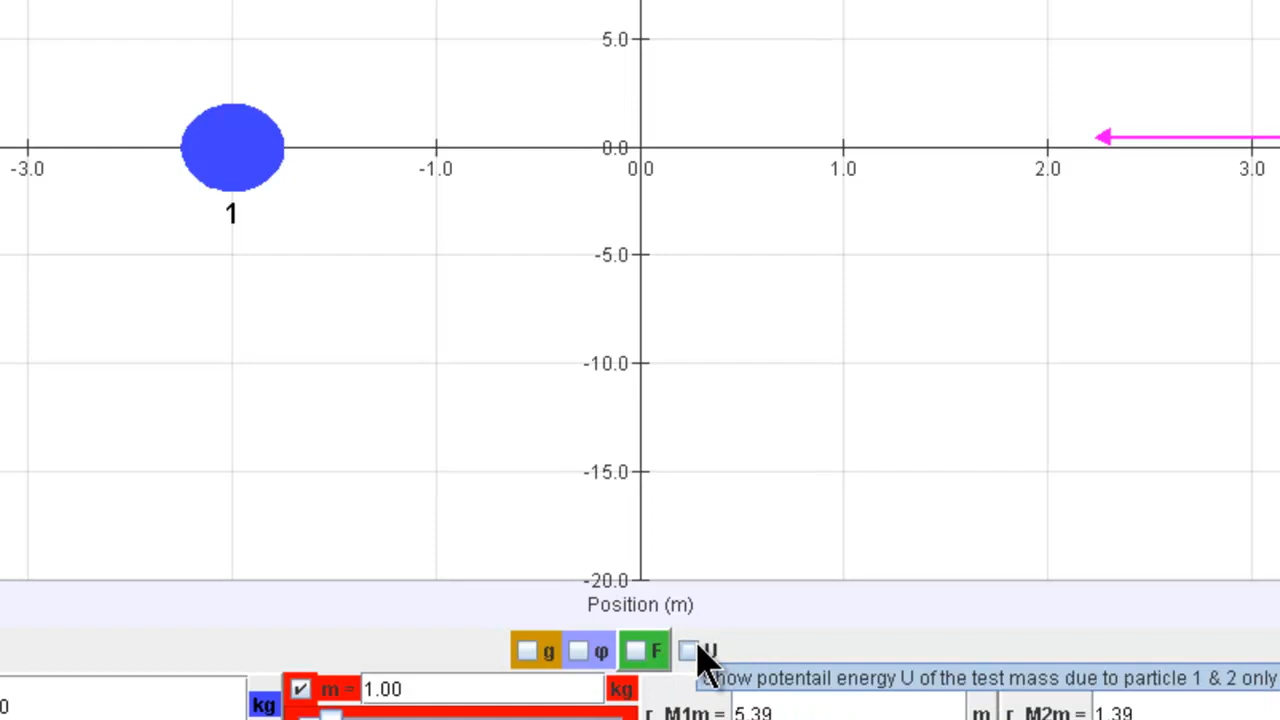 5.0
0.0
-3.0 -1.0 0.0 1.0 2.0 3.0
1
-5.0
-10.0
-15.0
-20.0
Position (m)
g φ F U
show potentail energy U of the test mass due to particle 1 & 2 only
0 kg m = 1.00 kg r_M1m = 5.39 m r_M2m = 1.39